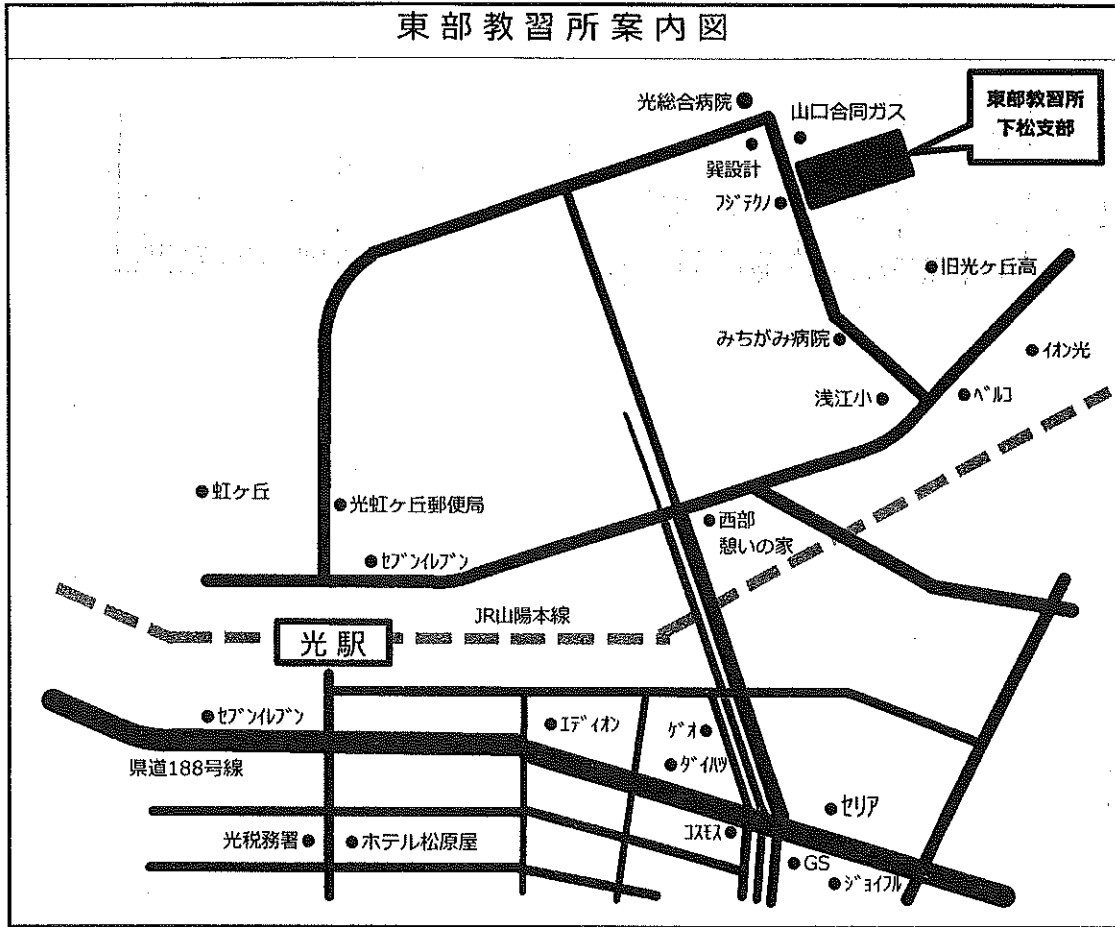 東部教習所案内図
光総合病院
山口合同ガス
東部教習所
下松支部
巽設計
フジテクノ
旧光ヶ丘高
みちがみ病院
イオン光
浅江小
ベルコ
虹ヶ丘
光虹ヶ丘郵便局
西部
憩いの家
セブンイレブン
JR山陽本線
光駅
セブンイレブン
エディオン
ゲオ
県道188号線
ダイハツ
セリア
コスモス
光税務署
ホテル松原屋
GS
ジョイフル